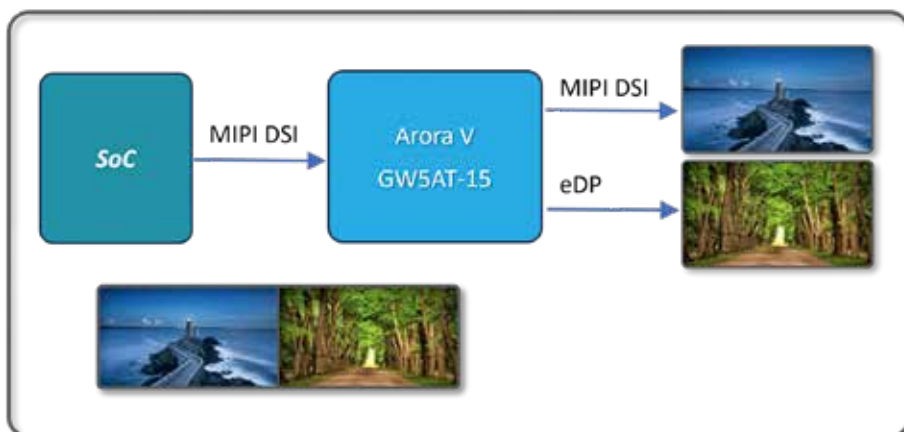 SoC
MIPI DSI
Arora V
GW5AT-15
MIPI DSI
eDP